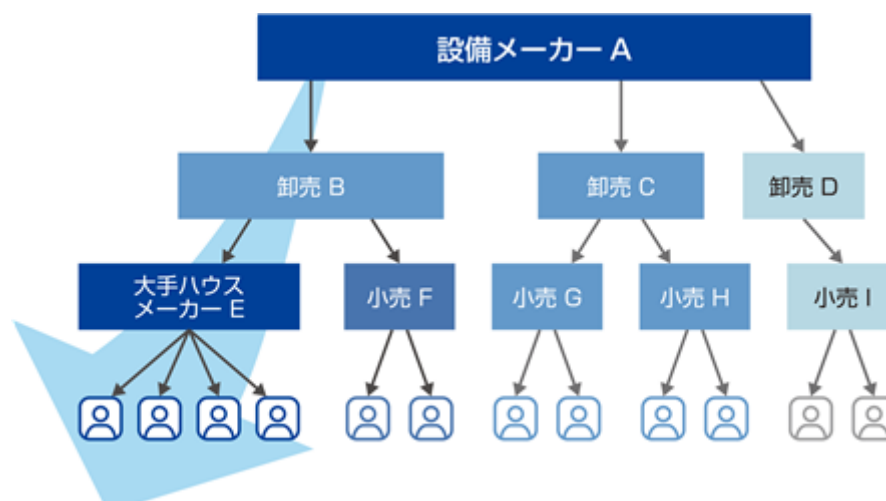 設備メーカー A
卸売 B
卸売 C
卸売 D
大手ハウス
メーカー E
小売 F
小売 G
小売 H
小売 I